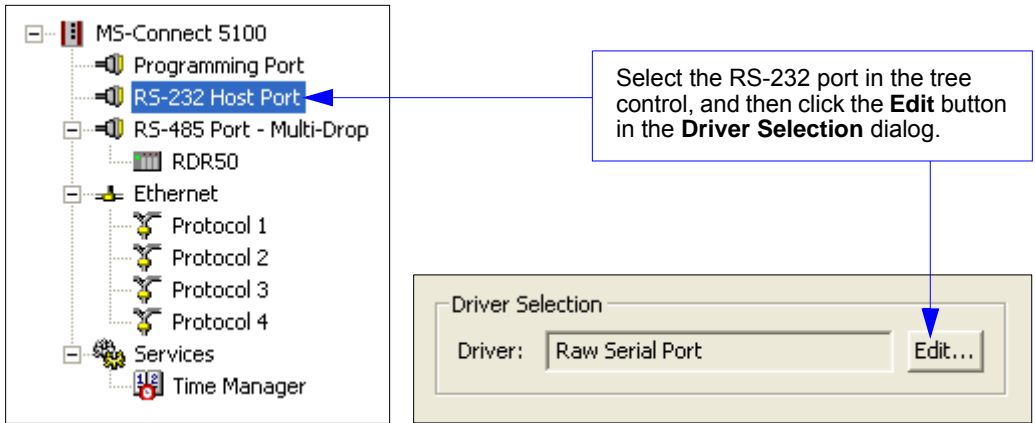 MS-Connect 5100
Programming Port
RS-232 Host Port
RS-485 Port - Multi-Drop
RDR50
Ethernet
Protocol 1
Protocol 2
Protocol 3
Protocol 4
Services
Time Manager
Select the RS-232 port in the tree
control, and then click the Edit button
in the Driver Selection dialog.
Driver Selection
Driver: Raw Serial Port Edit...